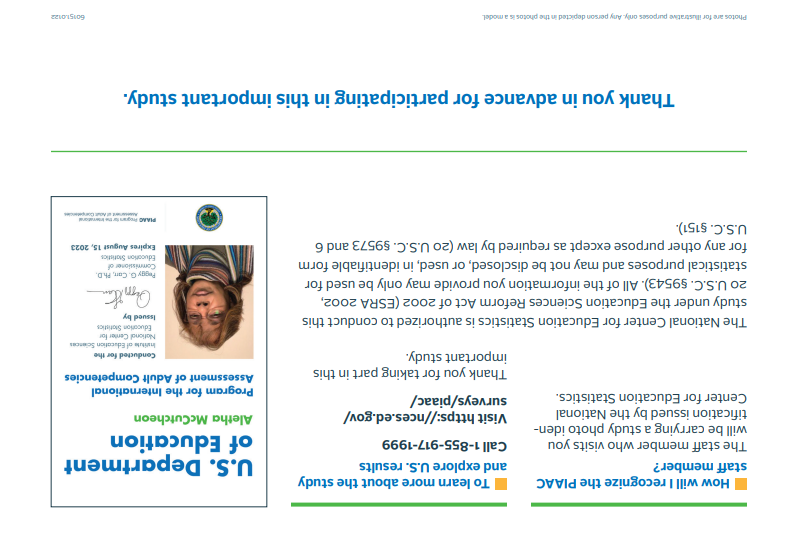 How will I recognize the PIAAC
staff member?
The staff member who visits you
will be carrying a study photo iden-
tification issued by the National
Center for Education Statistics.
To learn more about the study
and explore U.S. results
Call 1-855-917-1999
Visit https://nces.ed.gov/
surveys/piaac/
Thank you for taking part in this
important study.
The National Center for Education Statistics is authorized to conduct this
study under the Education Sciences Reform Act of 2002 (ESRA 2002,
20 U.S.C. §9543). All of the information you provide may only be used for
statistical purposes and may not be disclosed, or used, in identifiable form
for any other purpose except as required by law (20 U.S.C. §9573 and 6
U.S.C. §151).
U.S. Department
of Education
Aletha McCutcheon
Program for the International
Assessment of Adult Competencies
Conducted for the
Institute of Education Sciences
National Center for
Education Statistics
Issued by
Peggy G. Carr, Ph.D.
Commissioner of
Education Statistics
Expires August 15, 2023
PIAAC Program for the International
Assessment of Adult Competencies
Thank you in advance for participating in this important study.
Photos are for illustrative purposes only. Any person depicted in the photos is a model.
60151.0122